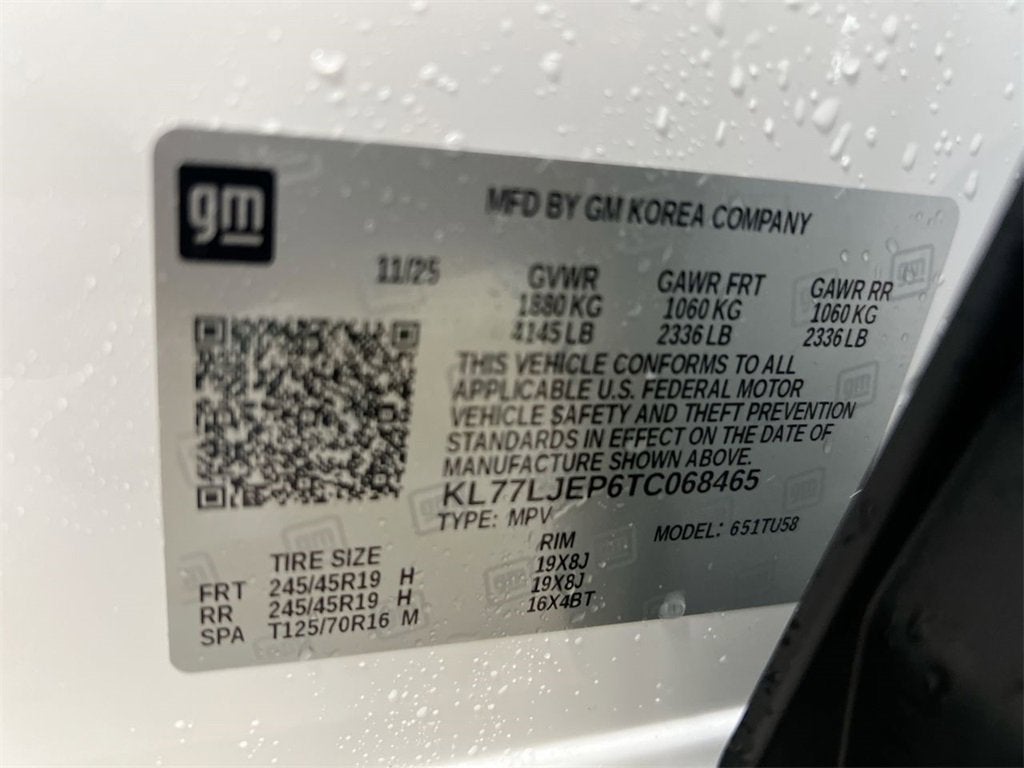 gm
MFD BY GM KOREA COMPANY
11/25 GVWR GAWR FRT GAWR RR
1880 KG 1060 KG 1060 KG
4145 LB 2336 LB 2336 LB
THIS VEHICLE CONFORMS TO ALL
APPLICABLE U.S. FEDERAL MOTOR
VEHICLE SAFETY AND THEFT PREVENTION
STANDARDS IN EFFECT ON THE DATE OF
MANUFACTURE SHOWN ABOVE.
KL77LJEP6TC068465
TYPE: MPV MODEL: 651TU58
TIRE SIZE RIM
FRT 245/45R19 H 19X8J
RR 245/45R19 H 19X8J
SPA T125/70R16 M 16X4BT